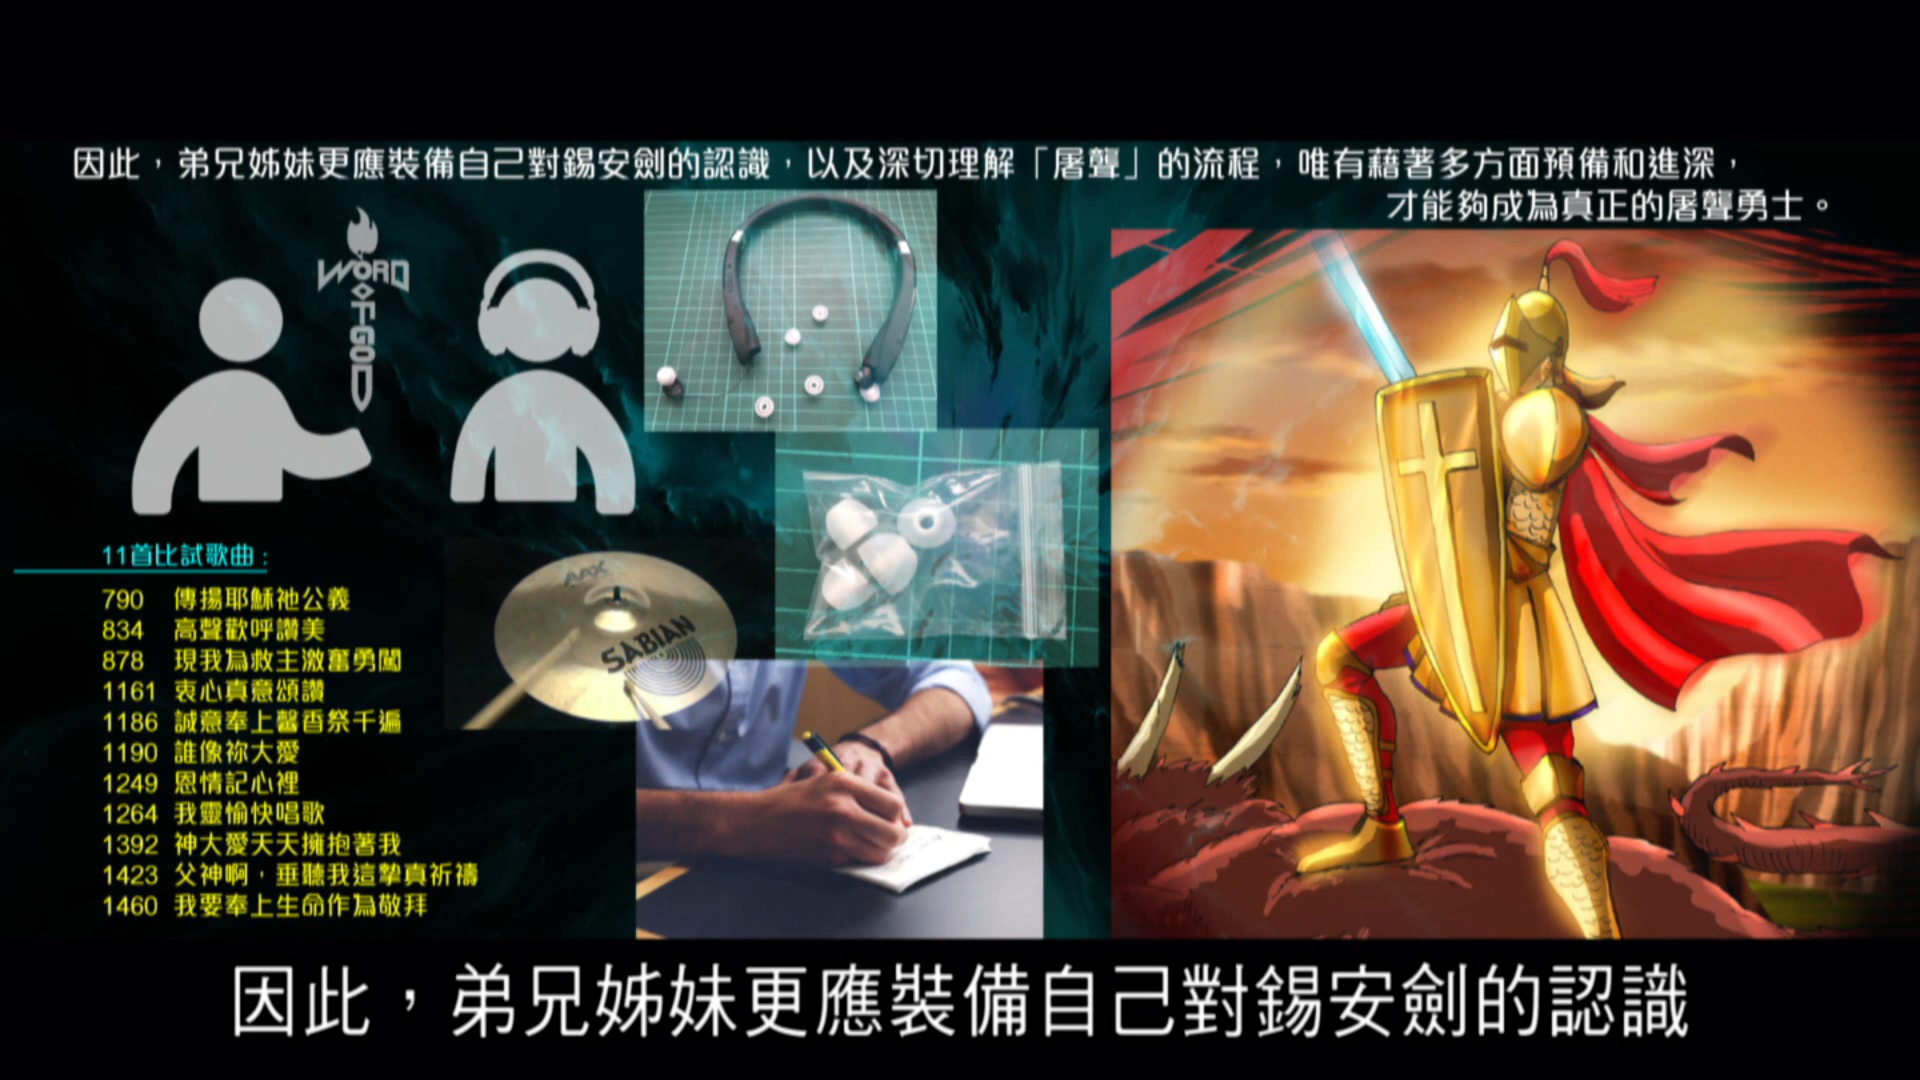 因此，弟兄姊妹更應裝備自己對錫安劍的認識，以及深切理解「屠聾」的流程，唯有藉著多方面預備和進深，
才能夠成為真正的屠聾勇士。
WORD
OF GOD
11首比試歌曲：
790 傳揚耶穌祂公義
834 高聲歡呼讚美
878 現我為救主激奮勇闖
1161 衷心真意頌讚
1186 誠意奉上馨香祭千遍
1190 誰像祢大愛
1249 恩情記心裡
1264 我靈愉快唱歌
1392 神大愛天天擁抱著我
1423 父神啊，垂聽我這摯真祈禱
1460 我要奉上生命作為敬拜
AAX
SABIAN
因此，弟兄姊妹更應裝備自己對錫安劍的認識